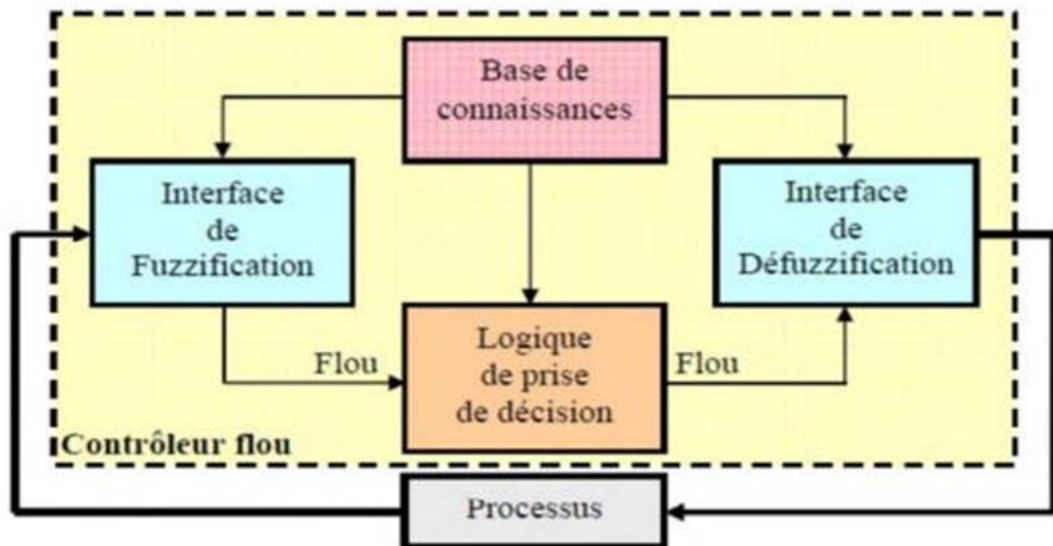 Base de
connaissances
Interface
de
Fuzzification
Interface
de
Défuzzification
Flou
Logique
de prise
de décision
Flou
Contrôleur flou
Processus